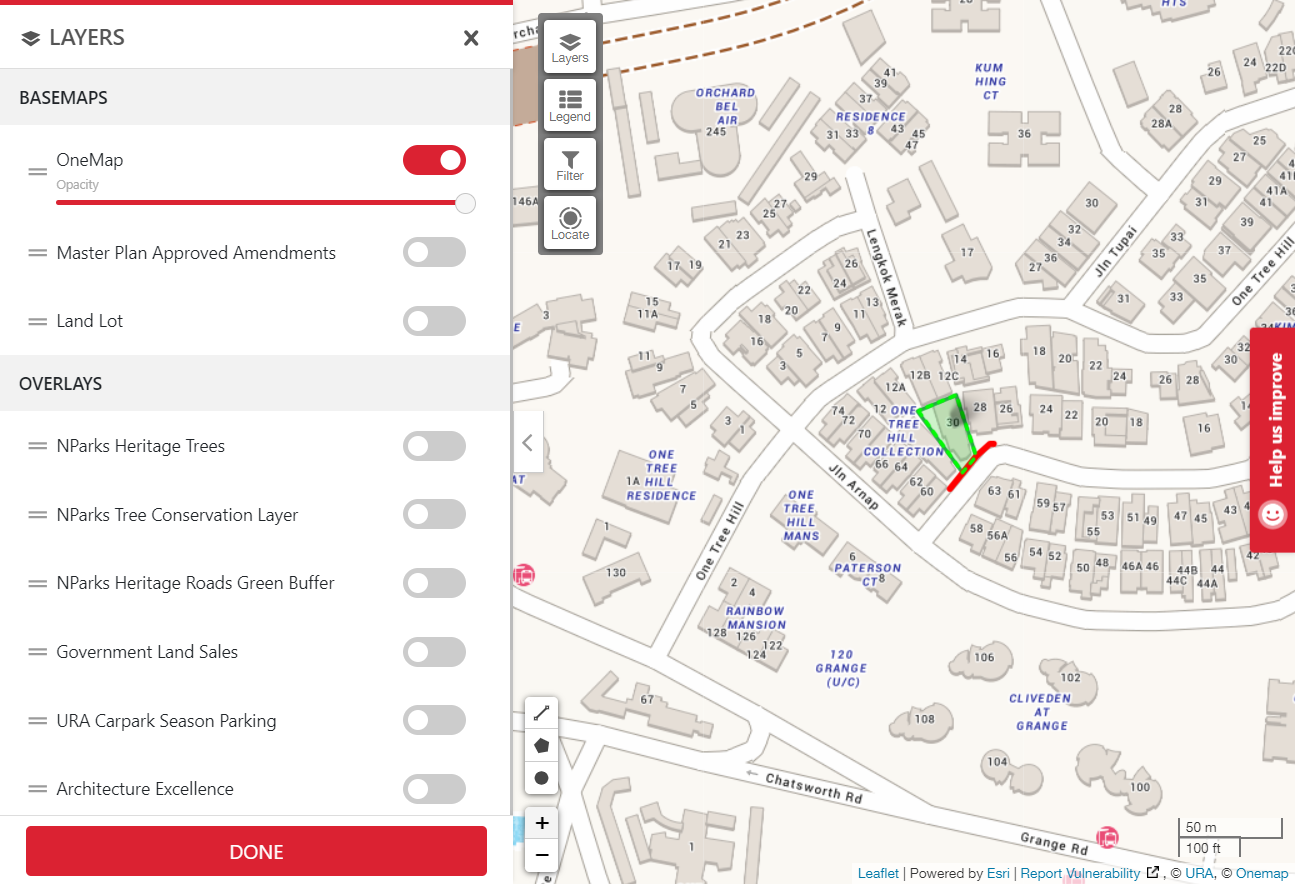 LAYERS
BASEMAPS
OneMap
Opacity
Master Plan Approved Amendments
Land Lot
OVERLAYS
NParks Heritage Trees
NParks Tree Conservation Layer
NParks Heritage Roads Green Buffer
Government Land Sales
URA Carpark Season Parking
Architecture Excellence
DONE
Layers
Legend
Filter
Locate
+
−
Help us improve
HTS
KUM
HING
CT
36
ORCHARD
BEL
AIR
245
RESIDENCE
8
41
39
37
31 33
43
45
47
26
24
22D
28
28A
25
27
29
31
41A
41
39
37
33
35
35
33
31
30
32
34
36
27
17
Jln Tupai
One Tree Hill
Lengkok Merak
146A
29
27
25
23
21
17 19
15
11A
3
11
9
7
5
3
1
26
24
22
20
18
16
13
11
9
7
5
3
14
16
12B
12C
12A
12
74
72
70
66
64
62
60
ONE
TREE
HILL
COLLECTION
30
28
26
18
20
22
24
24
22
20
18
26
28
30
32
16
ONE
TREE
HILL
RESIDENCE
1A
1
130
One Tree Hill
Jln Arnap
ONE
TREE
HILL
MANS
6
PATERSON
CT
8
2
4
RAINBOW
MANSION
128
126
122
124
63
61
59
57
53
55
51
49
47
45
43
58
56A
56
54
52
50
48
46A
46
44B
44
44C
44A
42
120
GRANGE
(U/C)
106
102
CLIVEDEN
AT
GRANGE
108
104
100
67
1
Chatsworth Rd
Grange Rd
50 m
100 ft
Leaflet | Powered by Esri | Report Vulnerability , © URA, © Onemap